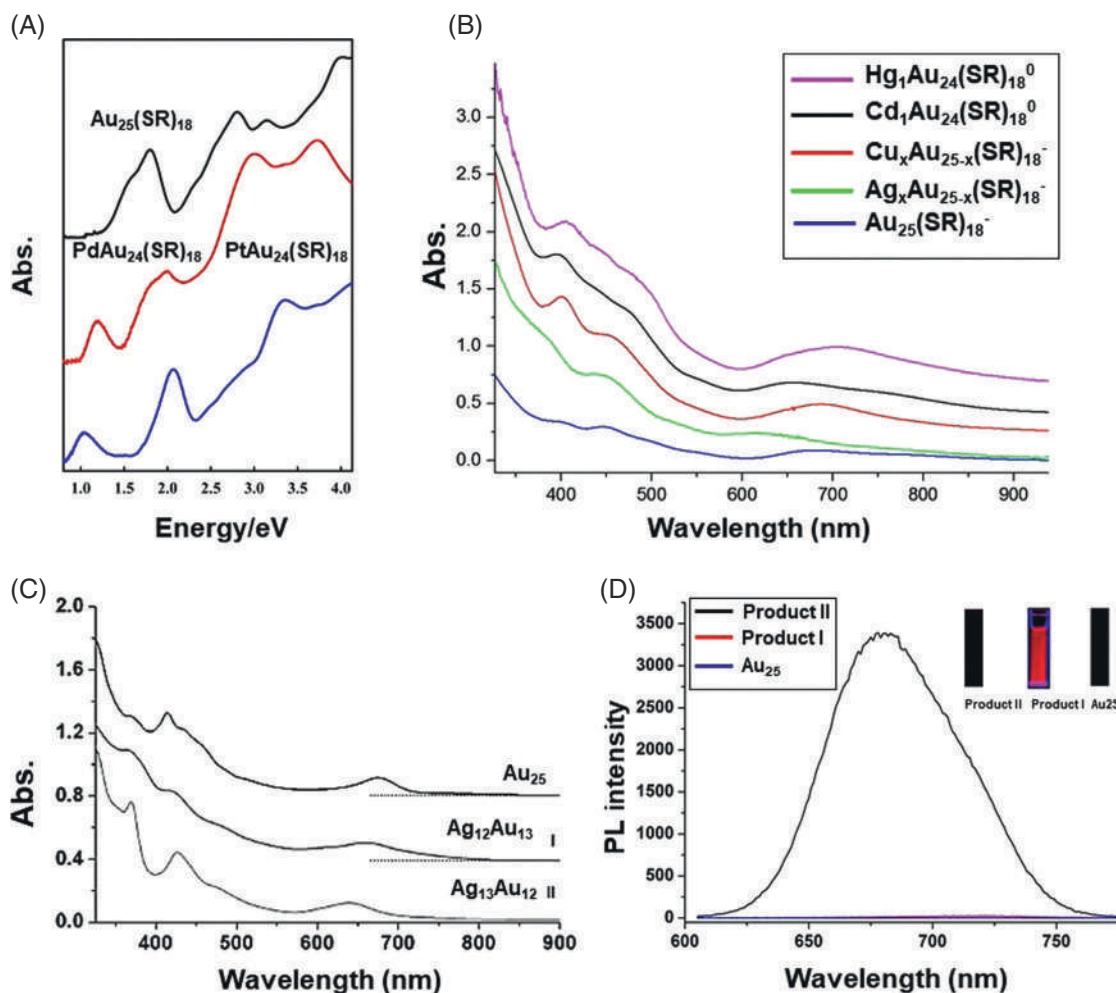 (A)
Au25(SR)18
PdAu24(SR)18
PtAu24(SR)18
Abs.
1.0 1.5 2.0 2.5 3.0 3.5 4.0
Energy/eV
(B)
Hg1Au24(SR)18^0
Cd1Au24(SR)18^0
CuxAu25-x(SR)18^-
AgxAu25-x(SR)18^-
Au25(SR)18^-
Abs.
3.0
2.5
2.0
1.5
1.0
0.5
0.0
400 500 600 700 800 900
Wavelength (nm)
(C)
2.0
1.6
1.2
0.8
0.4
0.0
Abs.
Au25
Ag12Au13 I
Ag13Au12 II
400 500 600 700 800 900
Wavelength (nm)
(D)
Product II
Product I
Au25
Product II Product I Au25
PL intensity
3500
3000
2500
2000
1500
1000
500
0
600 650 700 750
Wavelength (nm)